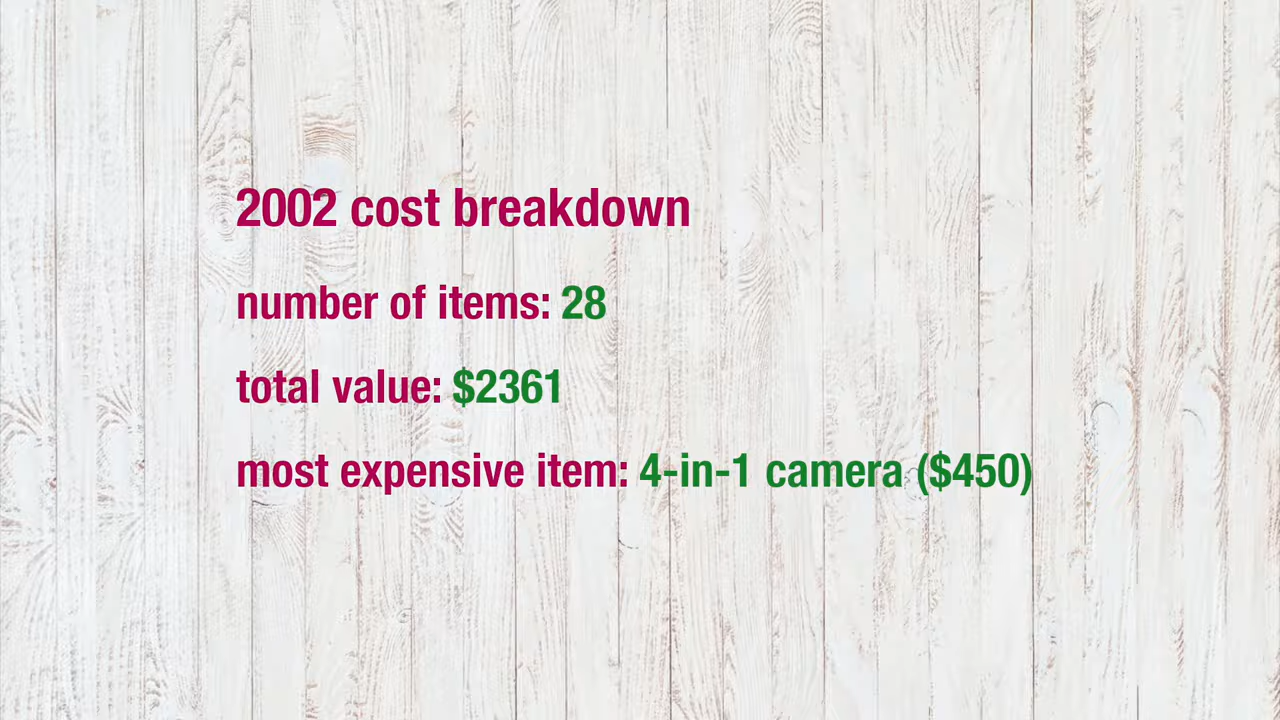 2002 cost breakdown
number of items: 28
total value: $2361
most expensive item: 4-in-1 camera ($450)